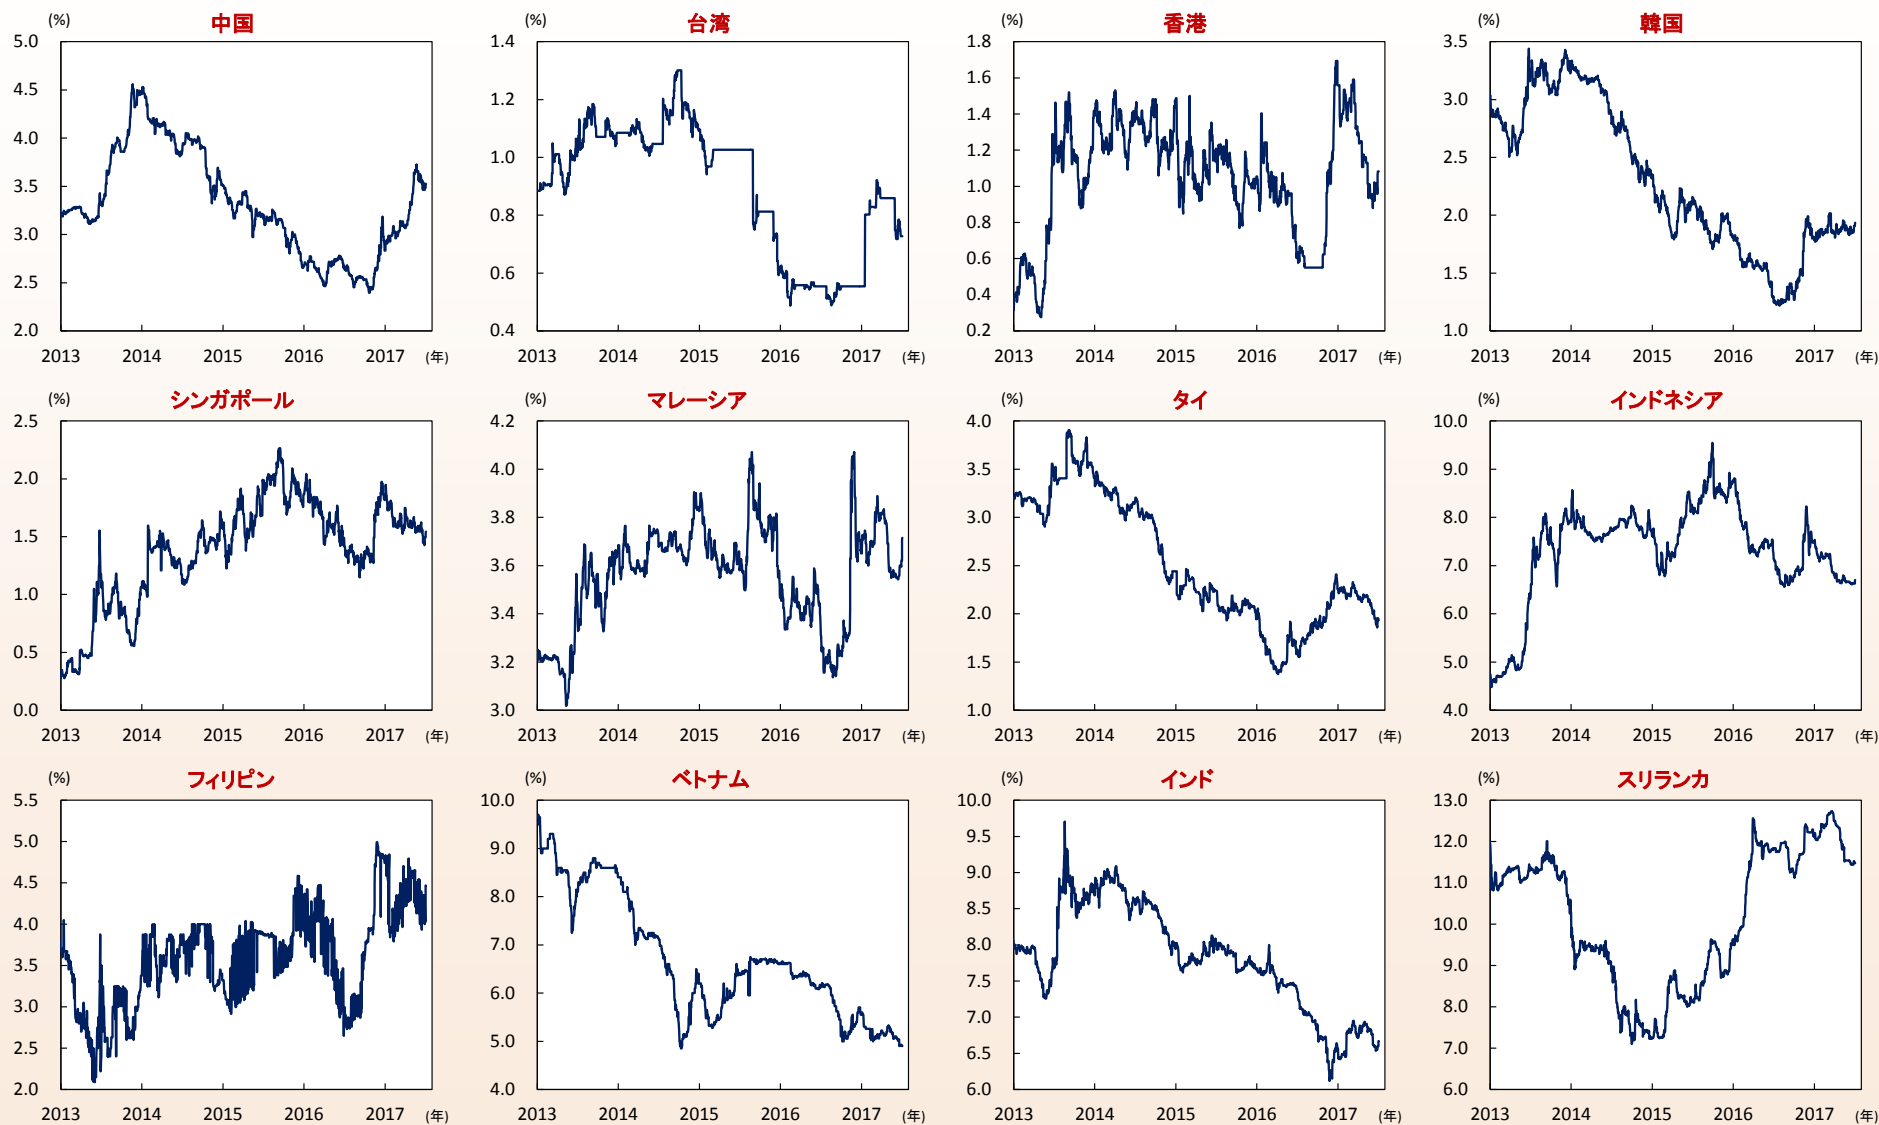 (%) 中国 (%) 台湾 (%) 香港 (%) 韓国
5.0 1.4 1.8 3.5
4.5 1.2 1.6 3.0
4.0 1.0 1.4 2.5
3.5 0.8 1.2 2.0
3.0 0.6 1.0 1.5
2.5 0.4 0.8 1.0
2.0 0.6
0.4
0.2
2013 2014 2015 2016 2017 (年) 2013 2014 2015 2016 2017 (年) 2013 2014 2015 2016 2017 (年) 2013 2014 2015 2016 2017 (年)
(%) シンガポール (%) マレーシア (%) タイ (%) インドネシア
2.5 4.2 4.0 10.0
2.0 4.0 3.5 9.0
1.5 3.8 3.0 8.0
1.0 3.6 2.5 7.0
0.5 3.4 2.0 6.0
0.0 3.2 1.5 5.0
3.0 1.0 4.0
2013 2014 2015 2016 2017 (年) 2013 2014 2015 2016 2017 (年) 2013 2014 2015 2016 2017 (年) 2013 2014 2015 2016 2017 (年)
(%) フィリピン (%) ベトナム (%) インド (%) スリランカ
5.5 10.0 10.0 13.0
5.0 9.0 9.5 12.0
4.5 8.0 9.0 11.0
4.0 7.0 8.5 10.0
3.5 6.0 8.0 9.0
3.0 5.0 7.5 8.0
2.5 4.0 7.0 7.0
2.0 6.5 6.0
6.0
2013 2014 2015 2016 2017 (年) 2013 2014 2015 2016 2017 (年) 2013 2014 2015 2016 2017 (年) 2013 2014 2015 2016 2017 (年)